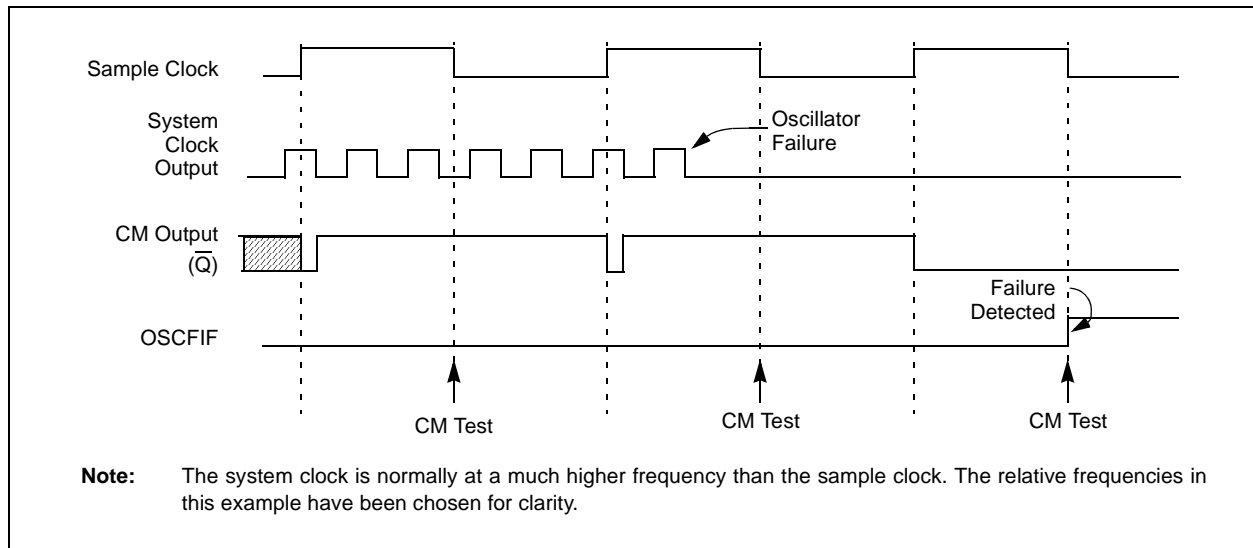 Sample Clock
System
Clock
Output
Oscillator
Failure
CM Output
(Q̅)
Failure
Detected
OSCFIF
CM Test
CM Test
CM Test
Note: The system clock is normally at a much higher frequency than the sample clock. The relative frequencies in
this example have been chosen for clarity.